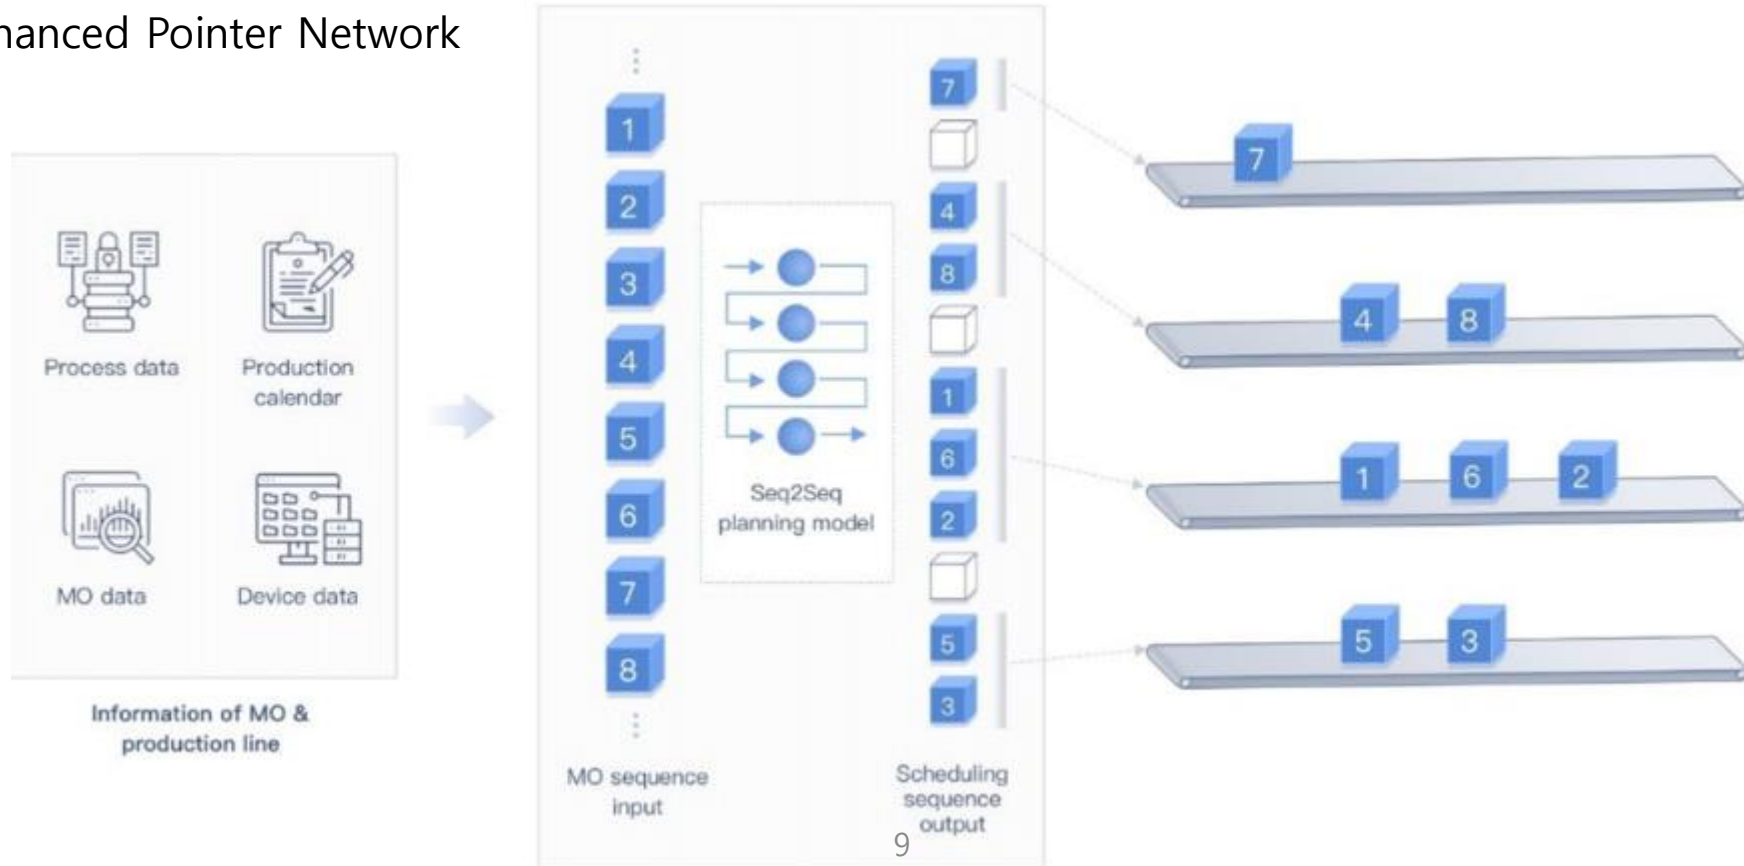 nhanced Pointer Network
Process data
Production
calendar
MO data
Device data
Information of MO &
production line
1
2
3
4
5
6
7
8
MO sequence
input
Seq2Seq
planning model
7
4
8
1
6
2
5
3
Scheduling
sequence
output
7
4 8
1 6 2
5 3
9